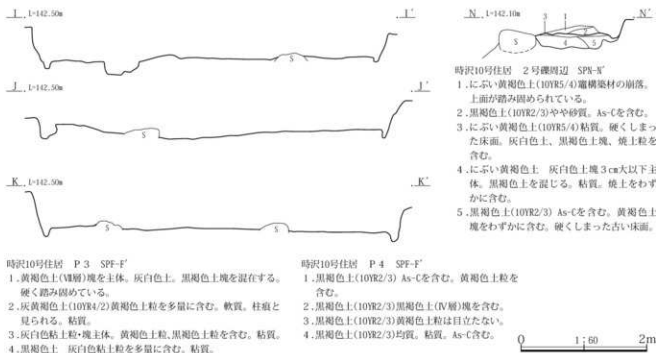 I L=142.50m I′
S
J L=142.50m J′
S
K L=142.50m K′
S S
N L=142.10m N′
3 1 2
S 4 5
時沢10号住居 2号礫周辺 SPN-N′
1.にぶい黄褐色土(10YR5/4)竈構築材の崩落。
上面が踏み固められている。
2.黒褐色土(10YR2/3)やや砂質。As-Cを含む。
3.にぶい黄褐色土(10YR5/4)粘質。硬くしまっ
た床面。灰白色土、黒褐色土塊、焼土粒を
含む。
4.にぶい黄褐色土 灰白色土塊3cm大以下主
体。黒褐色土を混じる。粘質。焼土をわず
かに含む。
5.黒褐色土(10YR2/3) As-Cを含む。黄褐色土
塊をわずかに含む。硬くしまった古い床面。
時沢10号住居 P3 SPF-F′
1.黄褐色土(Ⅶ層)塊を主体。灰白色土。黒褐色土塊を混在する。
硬く踏み固めている。
2.灰黄褐色土(10YR4/2)黄褐色土粒を多量に含む。軟質。柱痕と
見られる。粘質。
3.灰白色粘土粒・塊主体。黄褐色土粒、黒褐色土粒を含む。粘質。
4.黒褐色土 灰白色粘土粒を多量に含む。粘質。
時沢10号住居 P4 SPF-F′
1.黒褐色土(10YR2/3) As-Cを含む。黄褐色土粒を
含む。
2.黒褐色土(10YR2/3)黒褐色土(Ⅳ層)塊を含む。
3.黒褐色土(10YR2/3)黄褐色土粒は目立たない。
4.黒褐色土(10YR2/3)均質。粘質。As-C含む。
0 1:60 2m